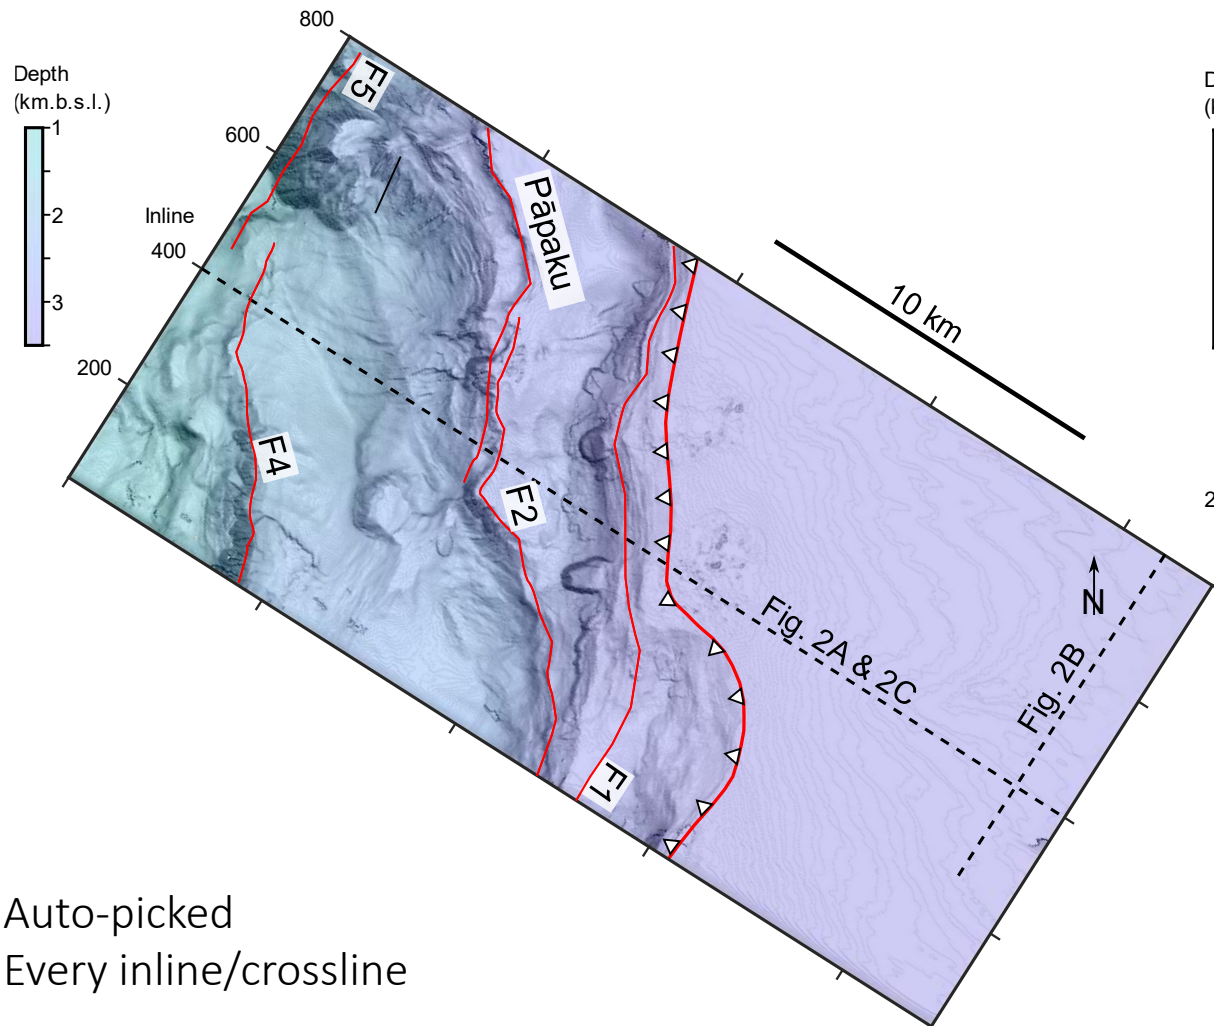 800
Depth
(km.b.s.l.)
1
2
3
600
Inline
400
200
F5
Pāpaku
F4
F2
F1
10 km
N
Fig. 2A & 2C
Fig. 2B
D
(
2
Auto-picked
Every inline/crossline